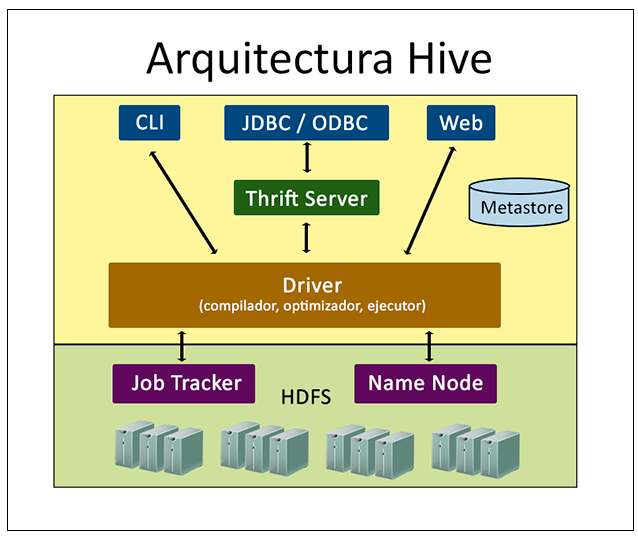 Arquitectura Hive
CLI
JDBC / ODBC
Web
Thrift Server
Metastore
Driver
(compilador, optimizador, ejecutor)
Job Tracker
HDFS
Name Node